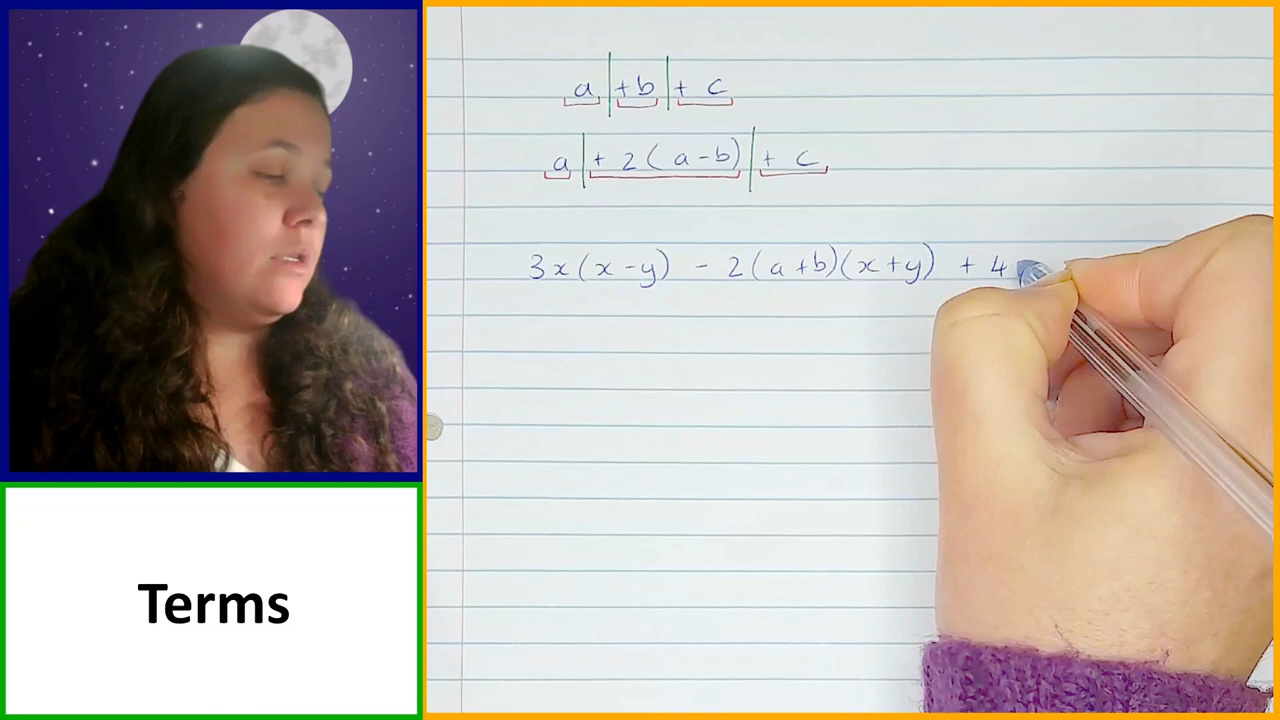 a + b + c
a + 2 ( a - b) + c
3x(x - y) - 2(a + b)(x + y) + 4
Terms